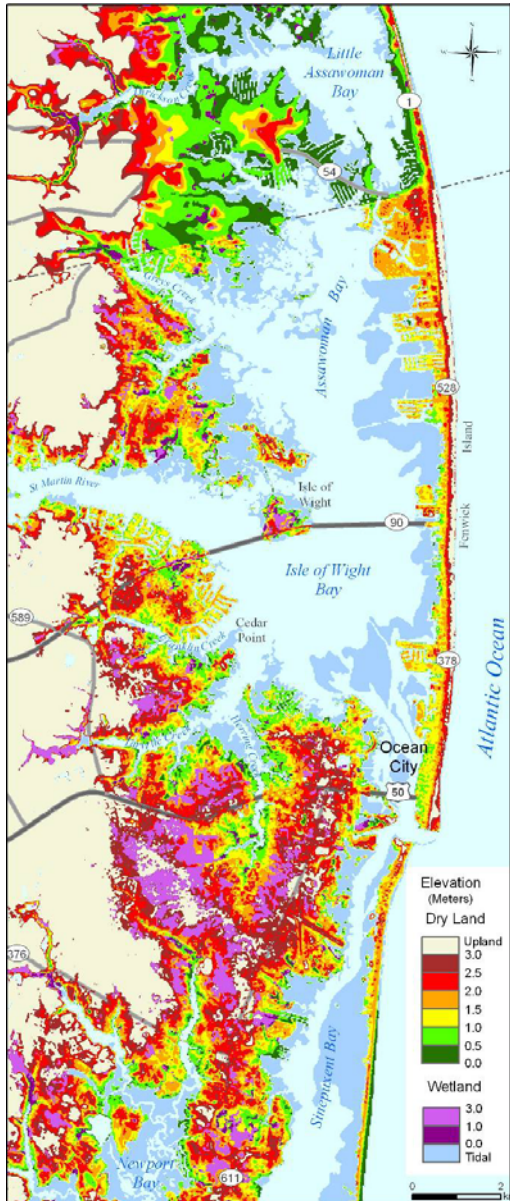 Little
Assawoman
Bay
1
54
Greys Creek
Assawoman Bay
528
Island
St Martin River
Isle of
Wight
90
Fenwick
Isle of Wight
Bay
589
Cedar
Point
378
Atlantic Ocean
Ocean
City
50
376
Sinepuxent Bay
Newport
Bay
611
N
W
E
S
Elevation
(Meters)
Dry Land
Upland
3.0
2.5
2.0
1.5
1.0
0.5
0.0
Wetland
3.0
1.0
0.0
Tidal
0
2